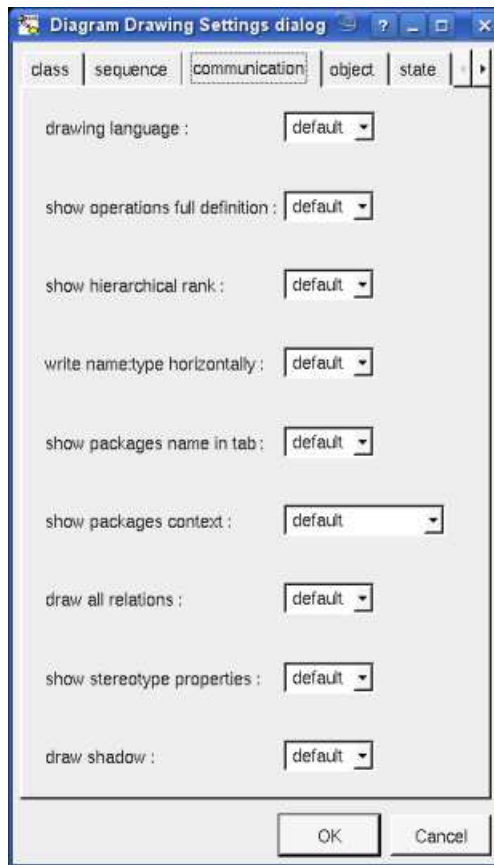 Diagram Drawing Settings dialog
class sequence communication object state
drawing language : default
show operations full definition : default
show hierarchical rank : default
write name:type horizontally : default
show packages name in tab : default
show packages context : default
draw all relations : default
show stereotype properties : default
draw shadow : default
OK Cancel